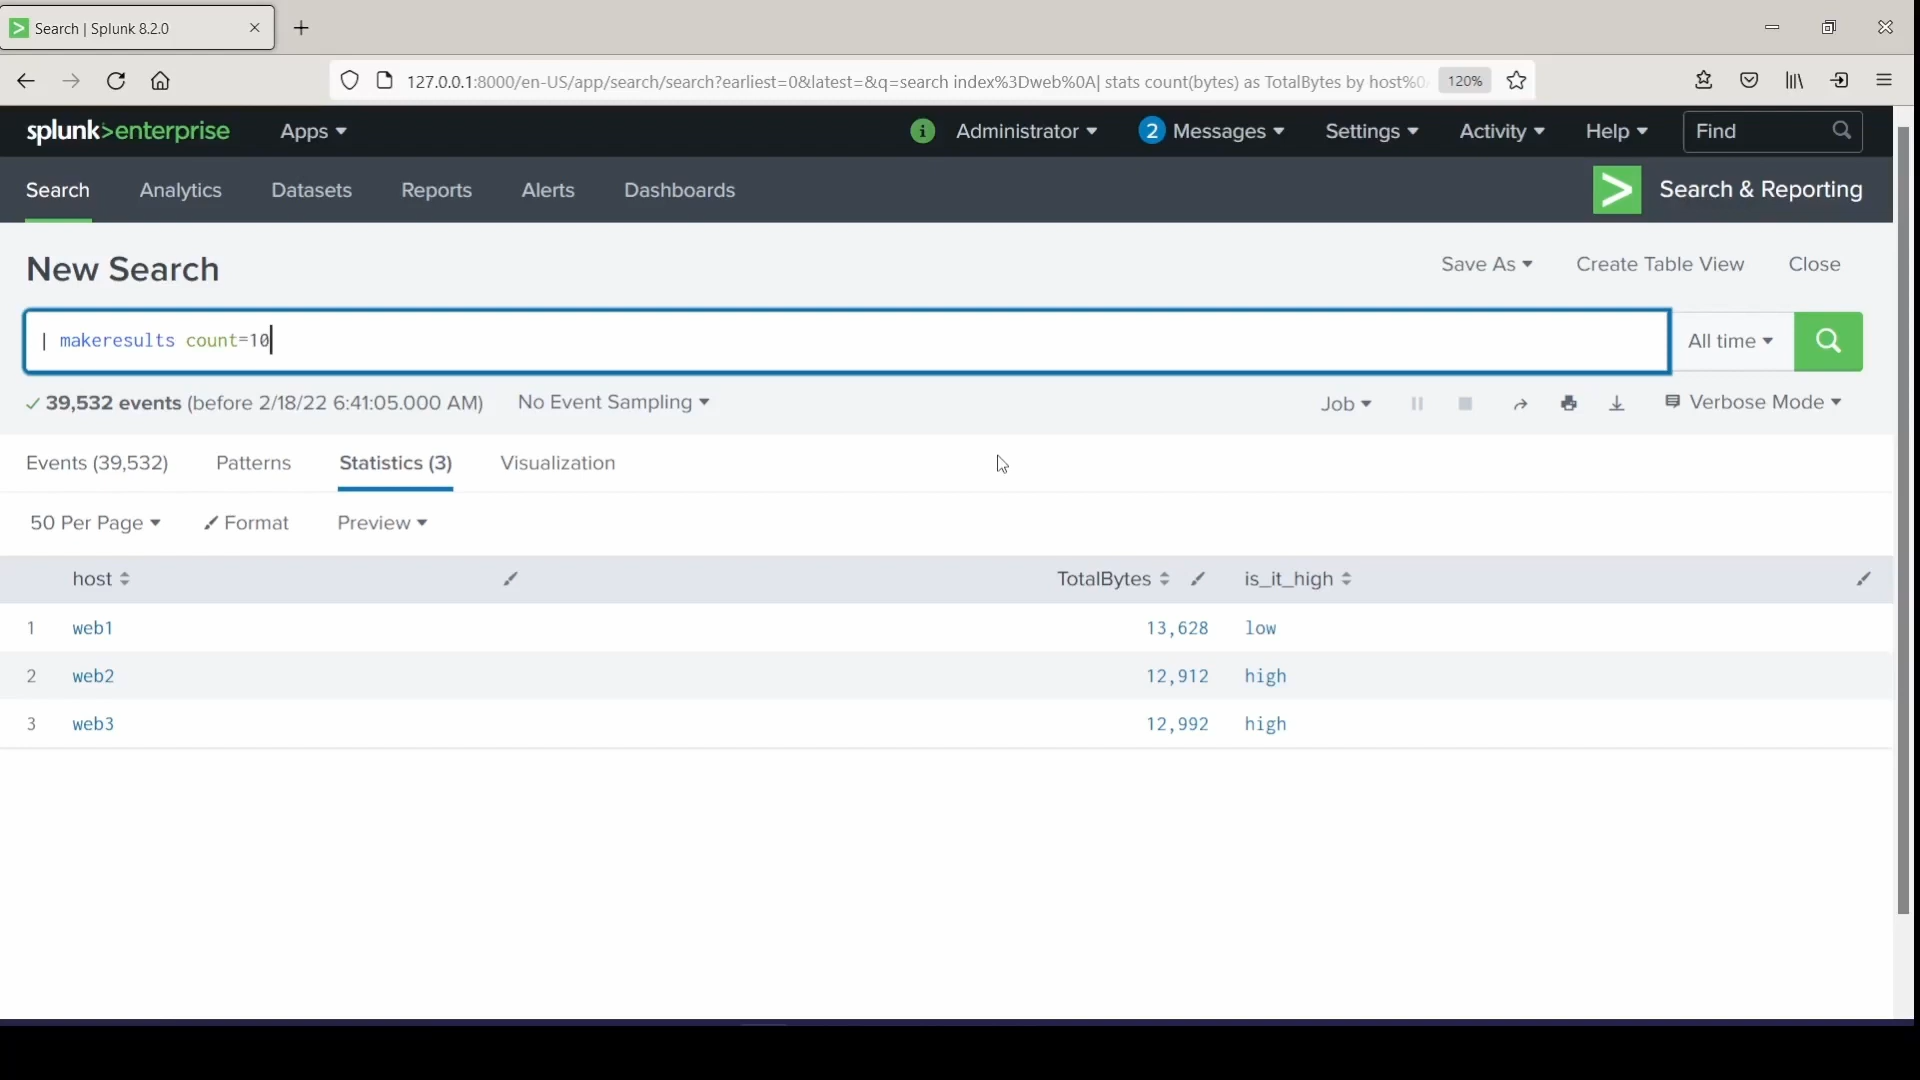 Search | Splunk 8.2.0
127.0.0.1:8000/en-US/app/search/search?earliest=0&latest=&q=search index%3Dweb%0A| stats count(bytes) as TotalBytes by host%0
120%
splunk>enterprise Apps Administrator 2 Messages Settings Activity Help Find
Search Analytics Datasets Reports Alerts Dashboards Search & Reporting
New Search Save As Create Table View Close
| makeresults count=10 All time
39,532 events (before 2/18/22 6:41:05.000 AM) No Event Sampling Job Verbose Mode
Events (39,532) Patterns Statistics (3) Visualization
50 Per Page Format Preview
host TotalBytes is_it_high
1 web1 13,628 low
2 web2 12,912 high
3 web3 12,992 high